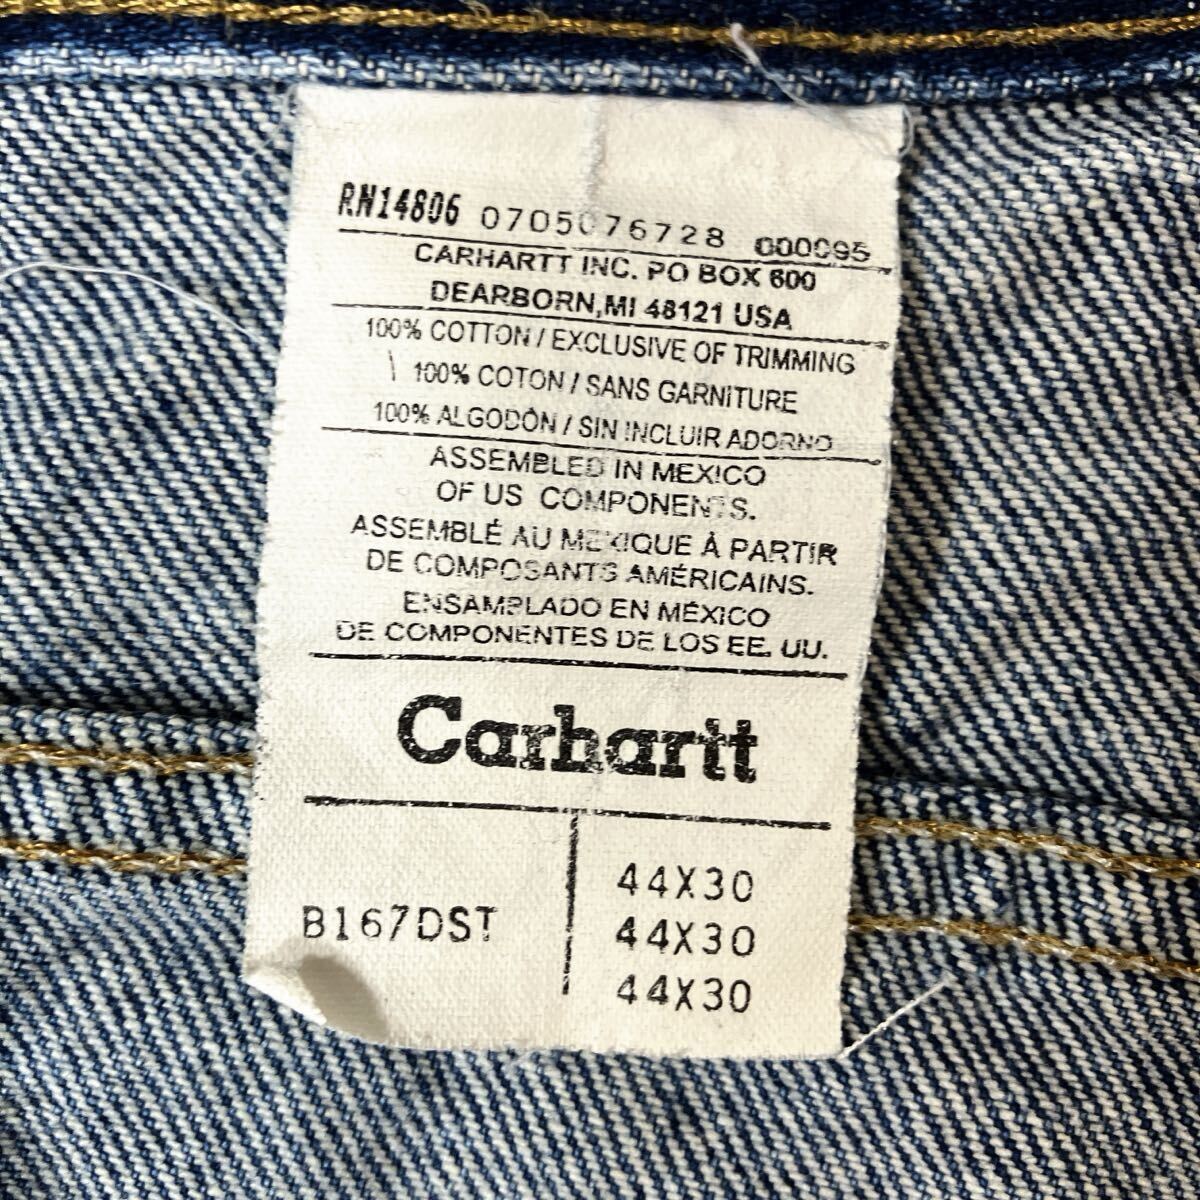 RN14806 0705076728 000095
CARHARTT INC. PO BOX 600
DEARBORN,MI 48121 USA
100% COTTON / EXCLUSIVE OF TRIMMING
100% COTON / SANS GARNITURE
100% ALGODÓN / SIN INCLUIR ADORNO
ASSEMBLED IN MEXICO
OF US COMPONENTS.
ASSEMBLÉ AU MEXIQUE À PARTIR
DE COMPOSANTS AMÉRICAINS.
ENSAMPLADO EN MÉXICO
DE COMPONENTES DE LOS EE. UU.
Carhartt
B167DST
44X30
44X30
44X30